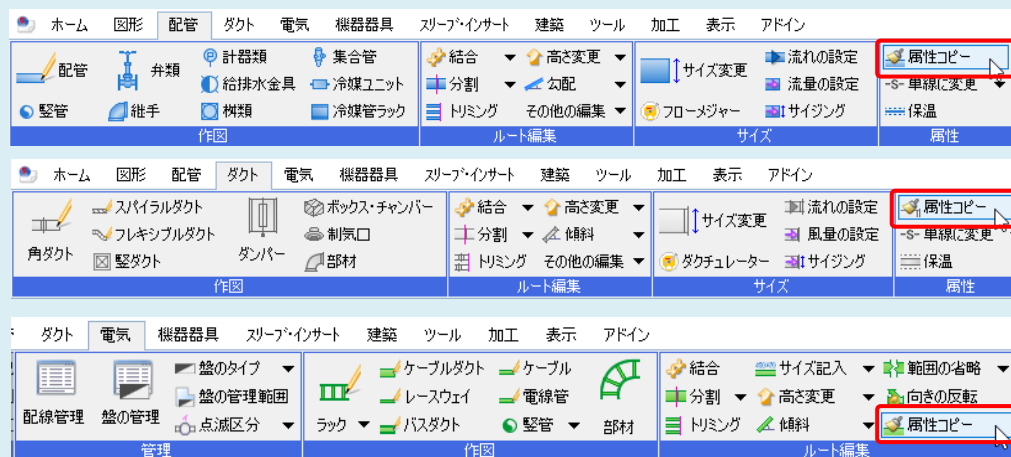 ホーム 図形 配管 ダクト 電気 機器器具 スリーブ・インサート 建築 ツール 加工 表示 アドイン
配管 弁類 計器類 集合管 結合 高さ変更 サイズ変更 流れの設定 属性コピー
給排水金具 冷媒ユニット 分割 勾配 流量の設定 -S- 単線に変更
竪管 継手 桝類 冷媒管ラック トリミング その他の編集 フローメジャー サイジング 保温
作図 ルート編集 サイズ 属性
ホーム 図形 配管 ダクト 電気 機器器具 スリーブ・インサート 建築 ツール 加工 表示 アドイン
角ダクト スパイラルダクト ダンパー ボックス・チャンバー 結合 高さ変更 サイズ変更 流れの設定 属性コピー
フレキシブルダクト 制気口 分割 傾斜 風量の設定 -S- 単線に変更
竪ダクト 部材 トリミング その他の編集 ダクチュレーター サイジング 保温
作図 ルート編集 サイズ 属性
ダクト 電気 機器器具 スリーブ・インサート 建築 ツール 加工 表示 アドイン
配線管理 盤の管理 盤のタイプ ラック ケーブルダクト ケーブル 部材 結合 サイズ記入 範囲の省略
盤の管理範囲 レースウェイ 電線管 分割 高さ変更 向きの反転
点滅区分 バスダクト 竪管 トリミング 傾斜 属性コピー
管理 作図 ルート編集